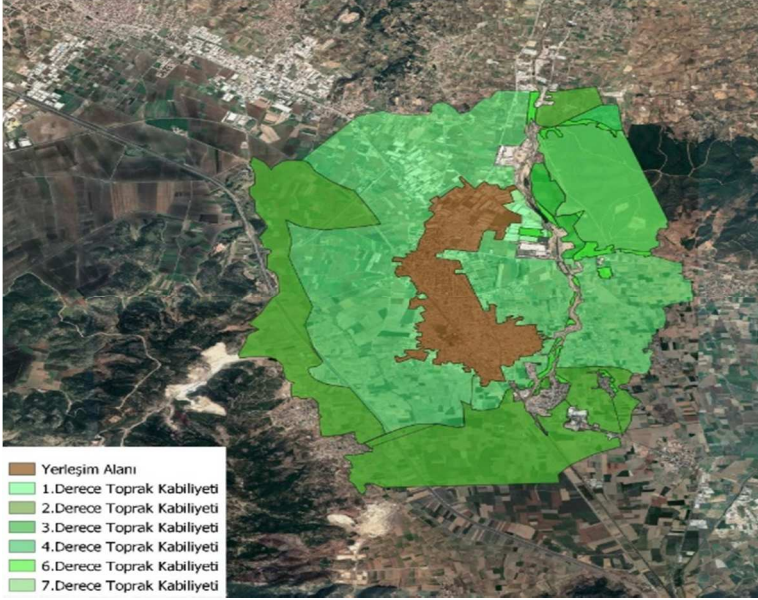 Yerleşim Alanı
1.Derece Toprak Kabiliyeti
2.Derece Toprak Kabiliyeti
3.Derece Toprak Kabiliyeti
4.Derece Toprak Kabiliyeti
6.Derece Toprak Kabiliyeti
7.Derece Toprak Kabiliyeti